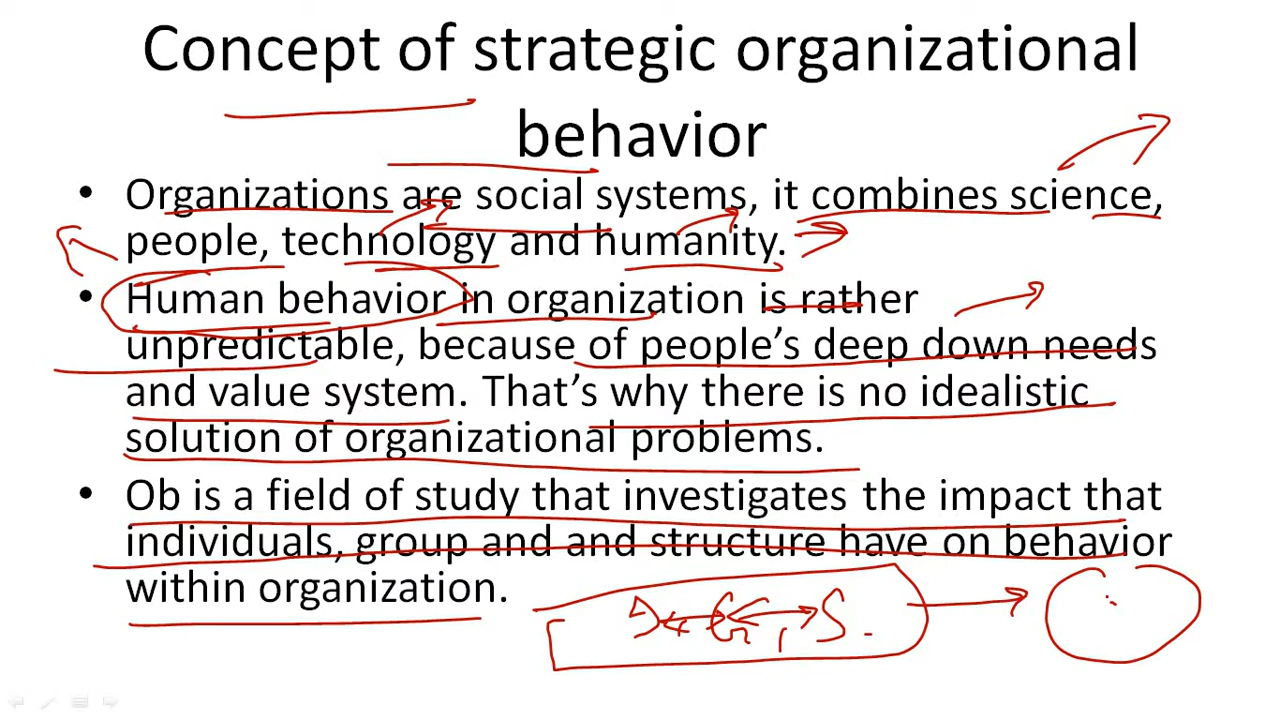 Concept of strategic organizational
behavior
• Organizations are social systems, it combines science,
people, technology and humanity.
• Human behavior in organization is rather
unpredictable, because of people's deep down needs
and value system. That's why there is no idealistic
solution of organizational problems.
• Ob is a field of study that investigates the impact that
individuals, group and and structure have on behavior
within organization.